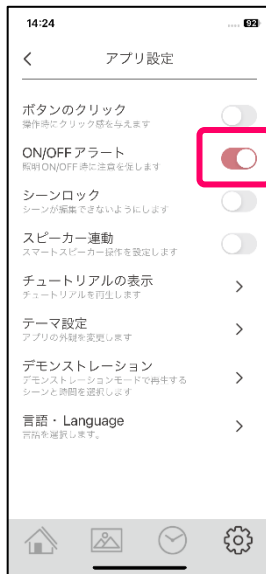 14:24
92
アプリ設定
ボタンのクリック
操作時にクリック感を与えます
ON/OFF アラート
照明 ON/OFF 時に注意を促します
シーンロック
シーンが編集できないようにします
スピーカー連動
スマートスピーカー操作を設定します
チュートリアルの表示
チュートリアルを再生します
テーマ設定
アプリの外観を変更します
デモンストレーション
デモンストレーションモードで再生する
シーンと時間を選択します
言語・Language
言語を選択します。